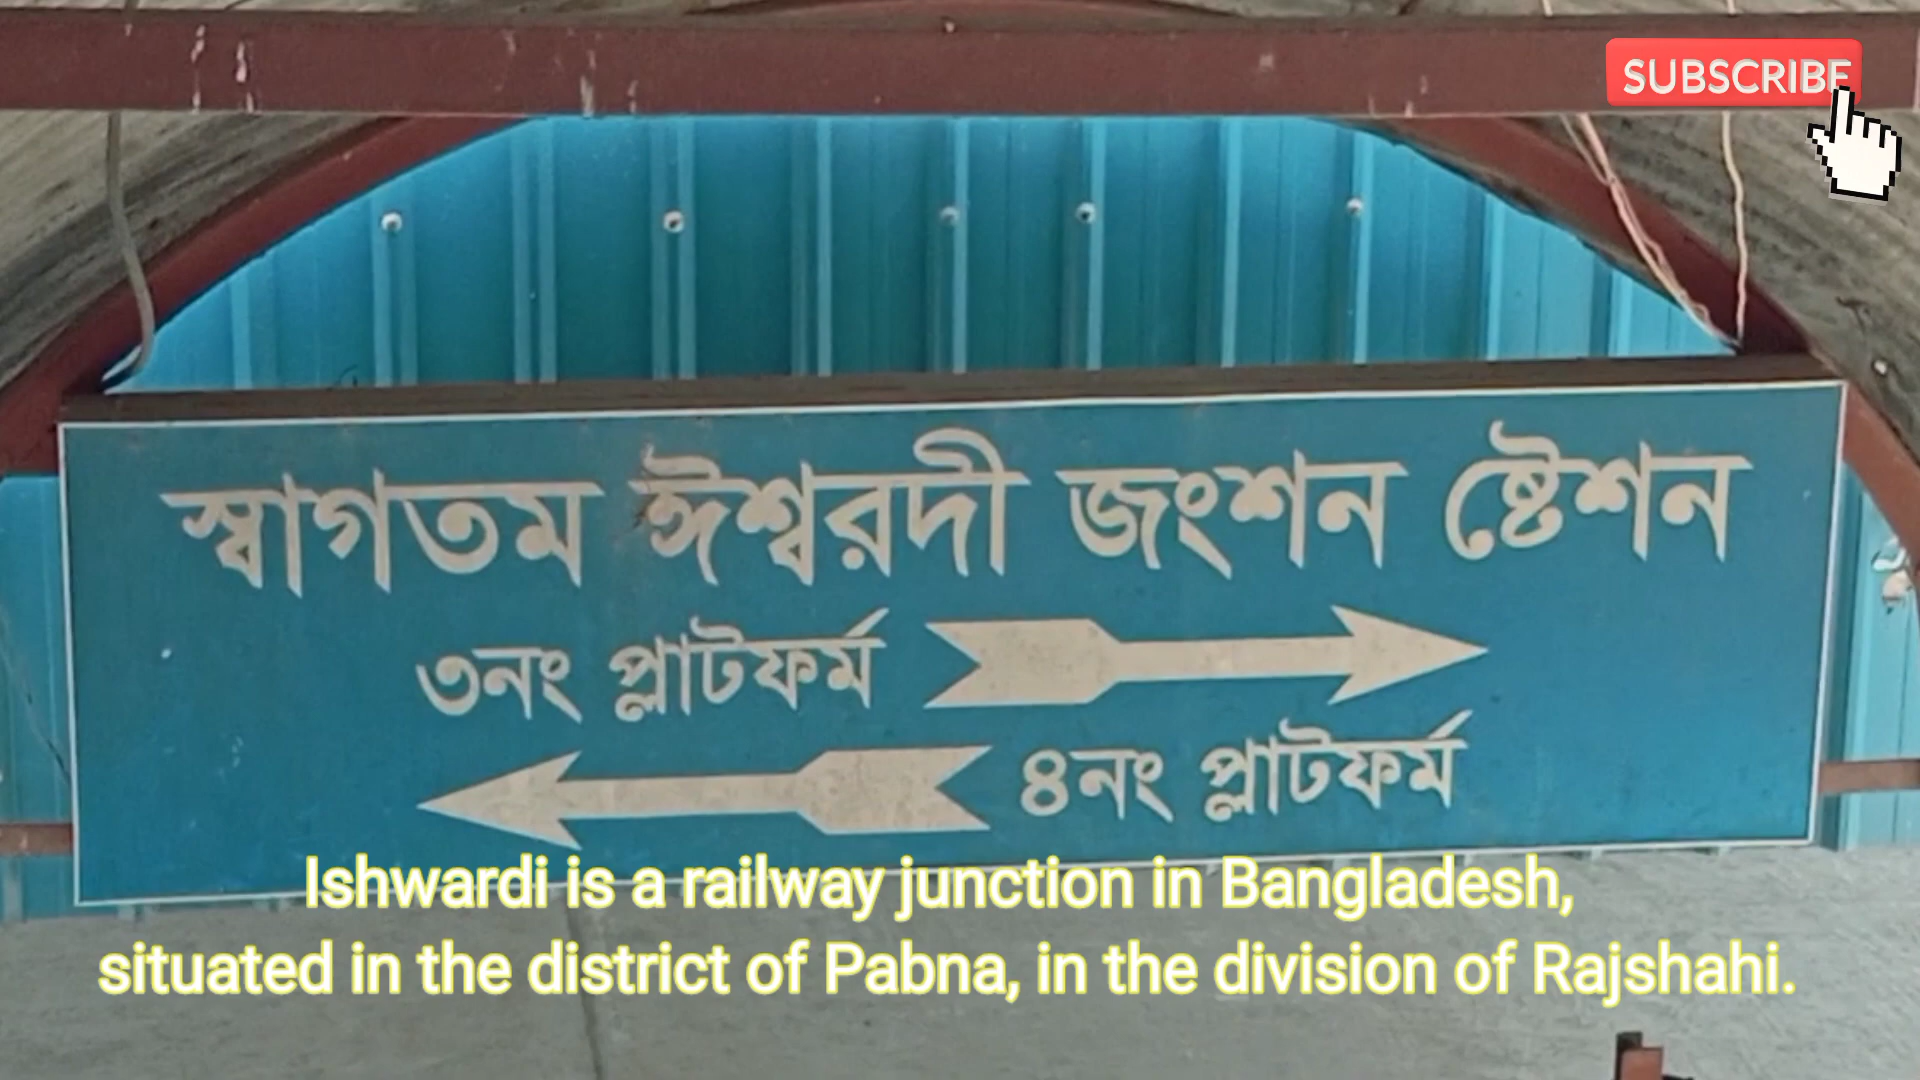 SUBSCRIBE
স্বাগতম ঈশ্বরদী জংশন ষ্টেশন
৩নং প্লাটফর্ম
৪নং প্লাটফর্ম
Ishwardi is a railway junction in Bangladesh,
situated in the district of Pabna, in the division of Rajshahi.